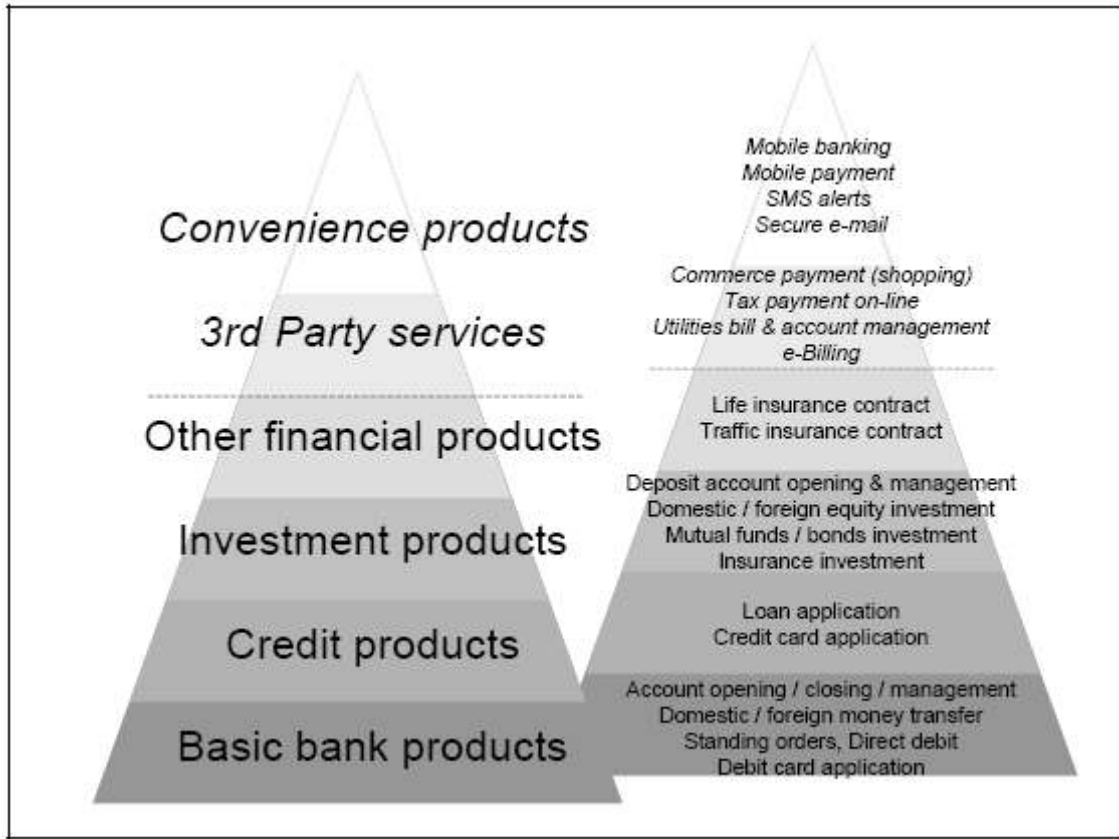 Convenience products
3rd Party services
Other financial products
Investment products
Credit products
Basic bank products
Mobile banking
Mobile payment
SMS alerts
Secure e-mail
Commerce payment (shopping)
Tax payment on-line
Utilities bill & account management
e-Billing
Life insurance contract
Traffic insurance contract
Deposit account opening & management
Domestic / foreign equity investment
Mutual funds / bonds investment
Insurance investment
Loan application
Credit card application
Account opening / closing / management
Domestic / foreign money transfer
Standing orders, Direct debit
Debit card application